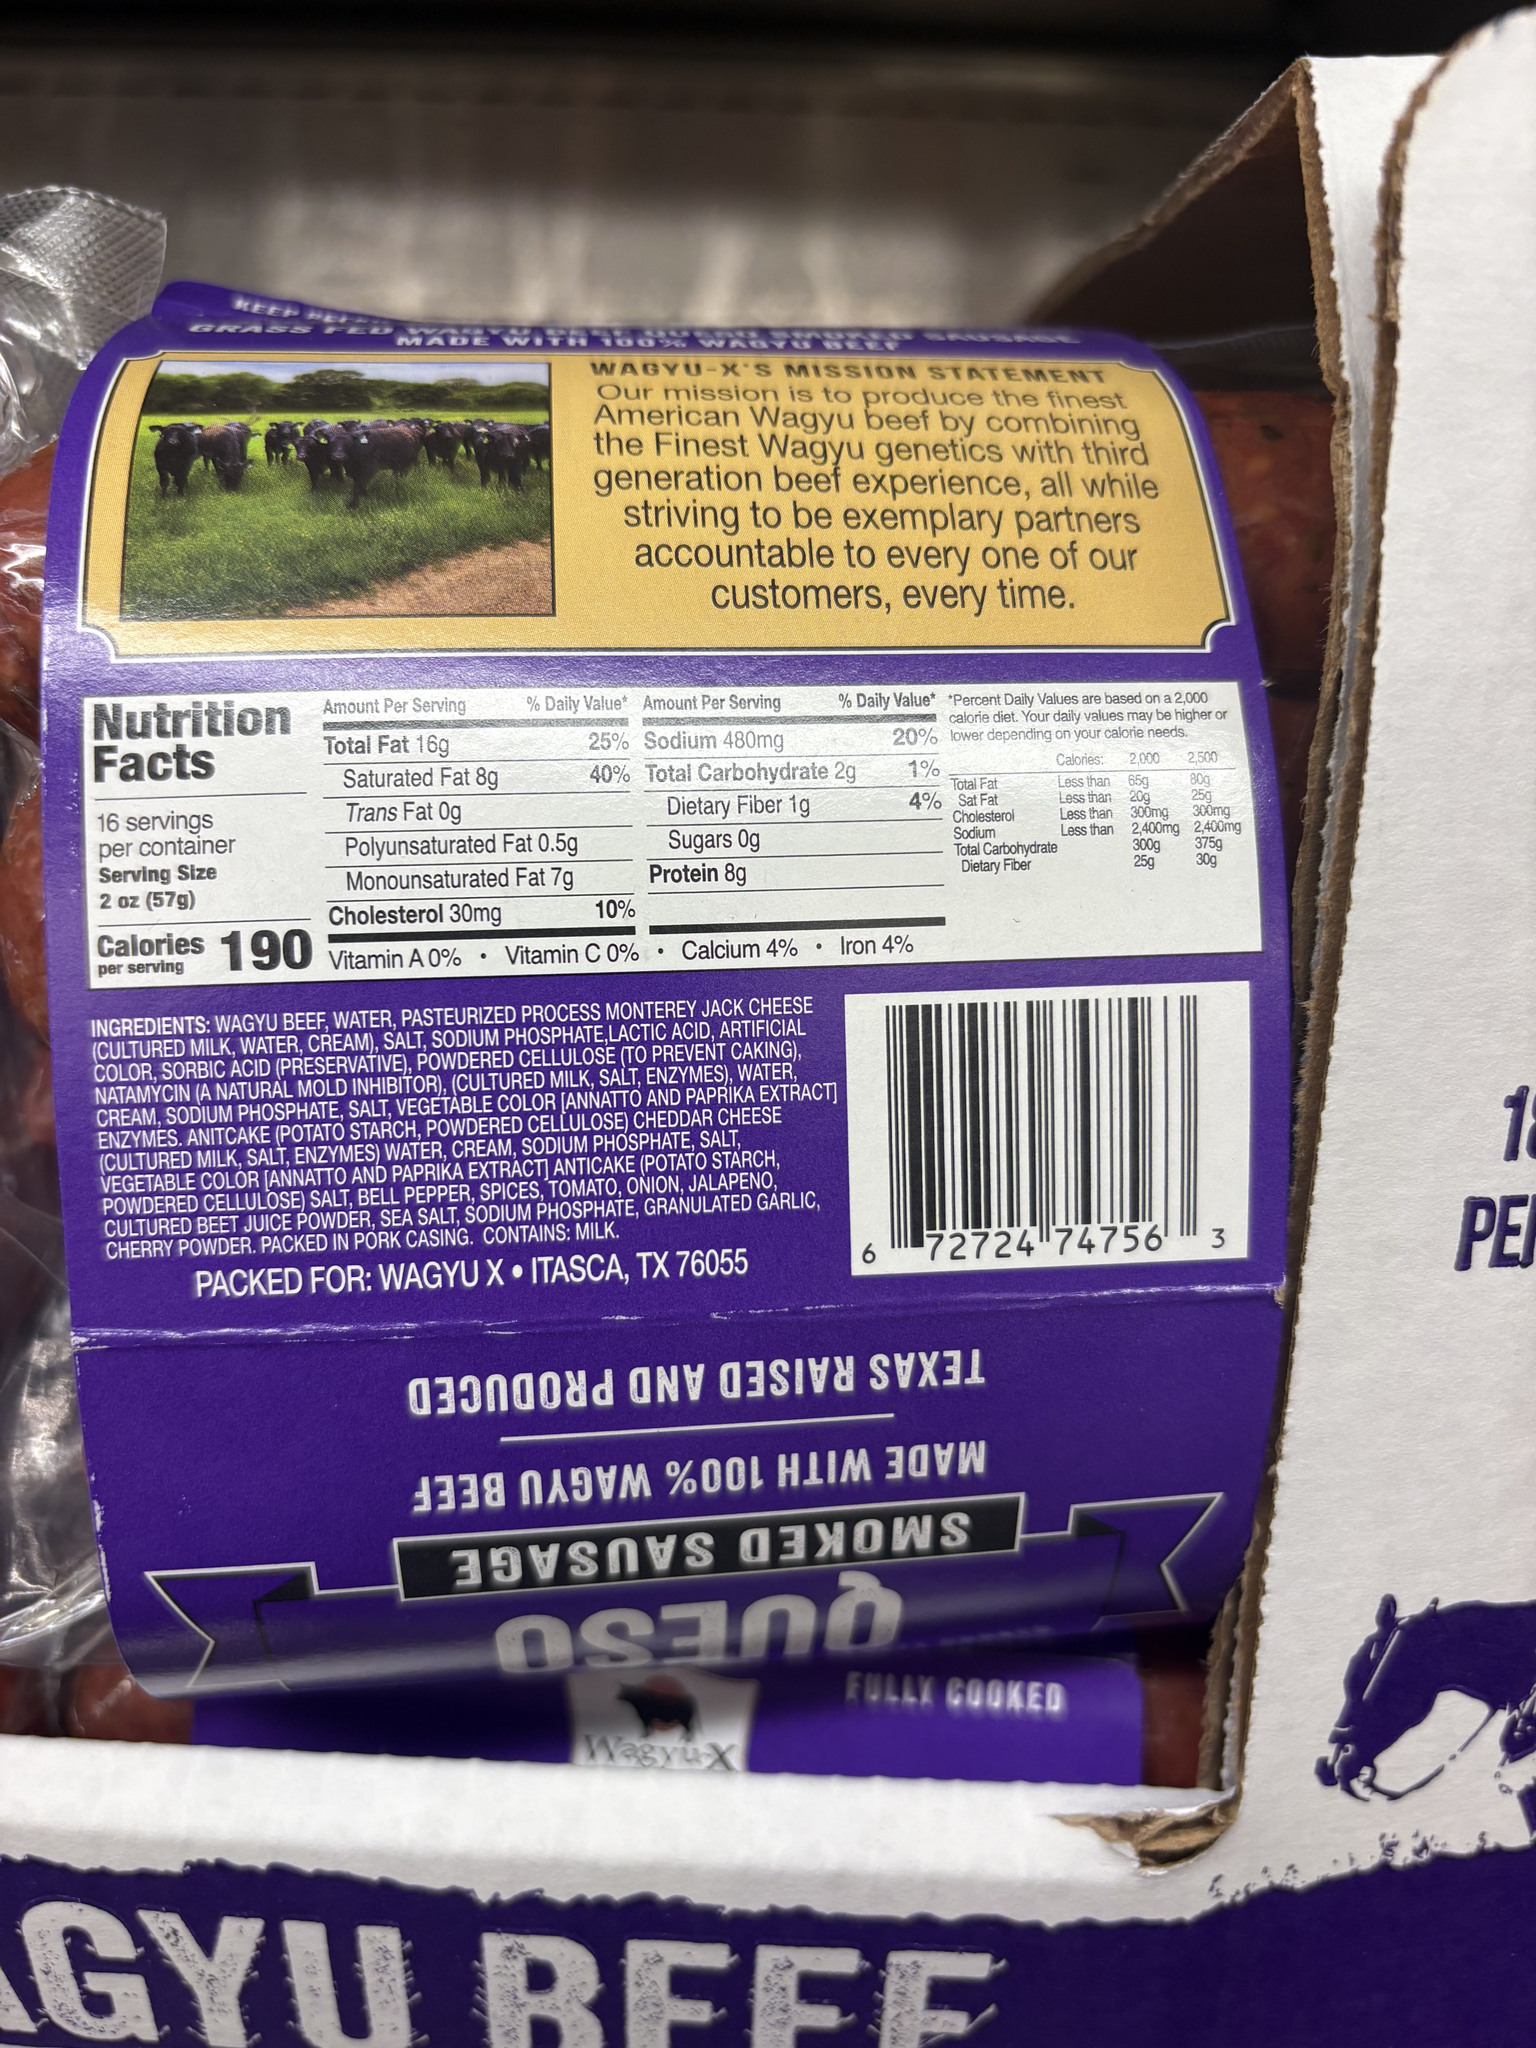 KEEP
GRASS FED WAGYU BEEF QUESO SMOKED SAUSAGE
MADE WITH 100% WAGYU BEEF
WAGYU-X'S MISSION STATEMENT
Our mission is to produce the finest
American Wagyu beef by combining
the Finest Wagyu genetics with third
generation beef experience, all while
striving to be exemplary partners
accountable to every one of our
customers, every time.
Nutrition
Facts
16 servings
per container
Serving Size
2 oz (57g)
Calories 190
per serving
Amount Per Serving % Daily Value*
Total Fat 16g 25%
Saturated Fat 8g 40%
Trans Fat 0g
Polyunsaturated Fat 0.5g
Monounsaturated Fat 7g
Cholesterol 30mg 10%
Amount Per Serving % Daily Value*
Sodium 480mg 20%
Total Carbohydrate 2g 1%
Dietary Fiber 1g 4%
Sugars 0g
Protein 8g
Vitamin A 0% • Vitamin C 0% • Calcium 4% • Iron 4%
*Percent Daily Values are based on a 2,000
calorie diet. Your daily values may be higher or
lower depending on your calorie needs.
Calories: 2,000 2,500
Total Fat Less than 65g 80g
Sat Fat Less than 20g 25g
Cholesterol Less than 300mg 300mg
Sodium Less than 2,400mg 2,400mg
Total Carbohydrate 300g 375g
Dietary Fiber 25g 30g
INGREDIENTS: WAGYU BEEF, WATER, PASTEURIZED PROCESS MONTEREY JACK CHEESE
(CULTURED MILK, WATER, CREAM), SALT, SODIUM PHOSPHATE,LACTIC ACID, ARTIFICIAL
COLOR, SORBIC ACID (PRESERVATIVE), POWDERED CELLULOSE (TO PREVENT CAKING),
NATAMYCIN (A NATURAL MOLD INHIBITOR), (CULTURED MILK, SALT, ENZYMES), WATER,
CREAM, SODIUM PHOSPHATE, SALT, VEGETABLE COLOR [ANNATTO AND PAPRIKA EXTRACT]
ENZYMES. ANITCAKE (POTATO STARCH, POWDERED CELLULOSE) CHEDDAR CHEESE
(CULTURED MILK, SALT, ENZYMES) WATER, CREAM, SODIUM PHOSPHATE, SALT,
VEGETABLE COLOR [ANNATTO AND PAPRIKA EXTRACT] ANTICAKE (POTATO STARCH,
POWDERED CELLULOSE) SALT, BELL PEPPER, SPICES, TOMATO, ONION, JALAPENO,
CULTURED BEET JUICE POWDER, SEA SALT, SODIUM PHOSPHATE, GRANULATED GARLIC,
CHERRY POWDER. PACKED IN PORK CASING. CONTAINS: MILK.
PACKED FOR: WAGYU X • ITASCA, TX 76055
6 72724 74756 3
TEXAS RAISED AND PRODUCED
MADE WITH 100% WAGYU BEEF
SMOKED SAUSAGE
QUESO
Wagyu-X
FULLY COOKED
AGYU BEEF
18
PER